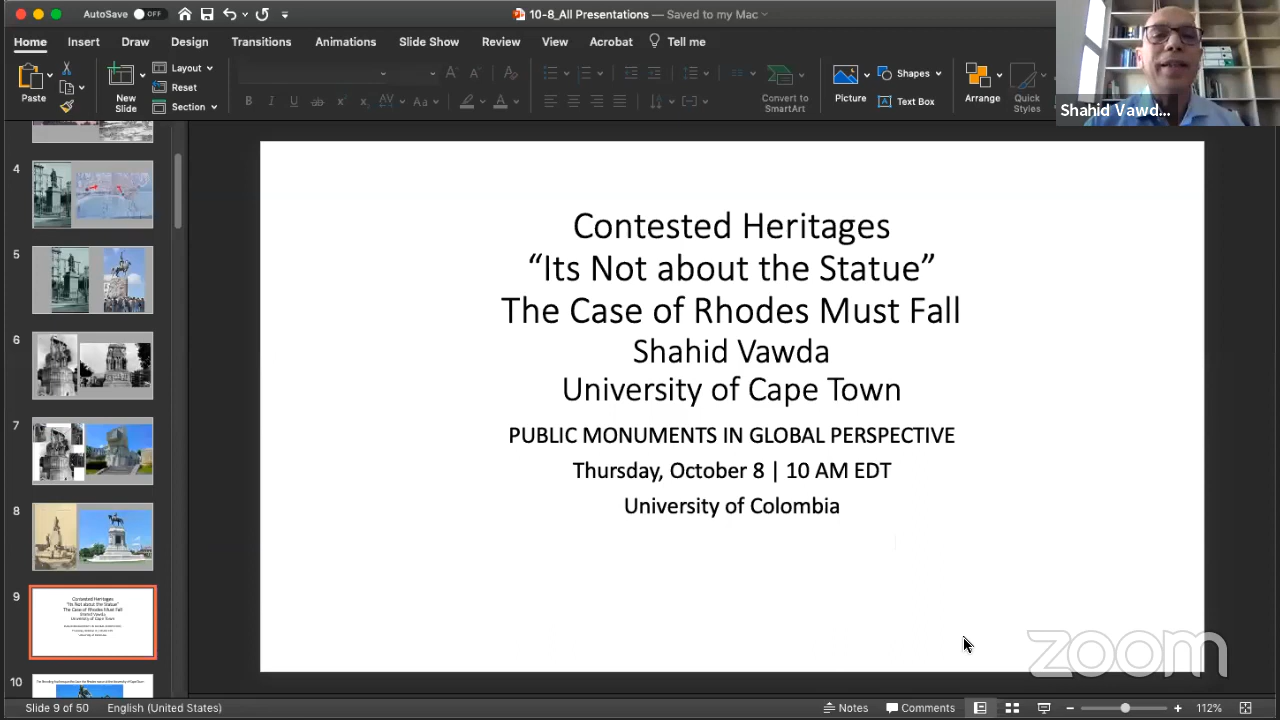 AutoSave OFF
10-8_All Presentations — Saved to my Mac
Home Insert Draw Design Transitions Animations Slide Show Review View Acrobat Tell me
Paste
New
Slide
Layout
Reset
Section
B I U ab x x AV Aa A
Convert to
SmartArt
Picture
Shapes
Text Box
Arrange
Quick
Styles
Shahid Vawd...
4
5
6
7
8
9
10
Contested Heritages
“Its Not about the Statue”
The Case of Rhodes Must Fall
Shahid Vawda
University of Cape Town
PUBLIC MONUMENTS IN GLOBAL PERSPECTIVE
Thursday, October 8 | 10 AM EDT
University of Colombia
zoom
Slide 9 of 50 English (United States) Notes Comments 112%